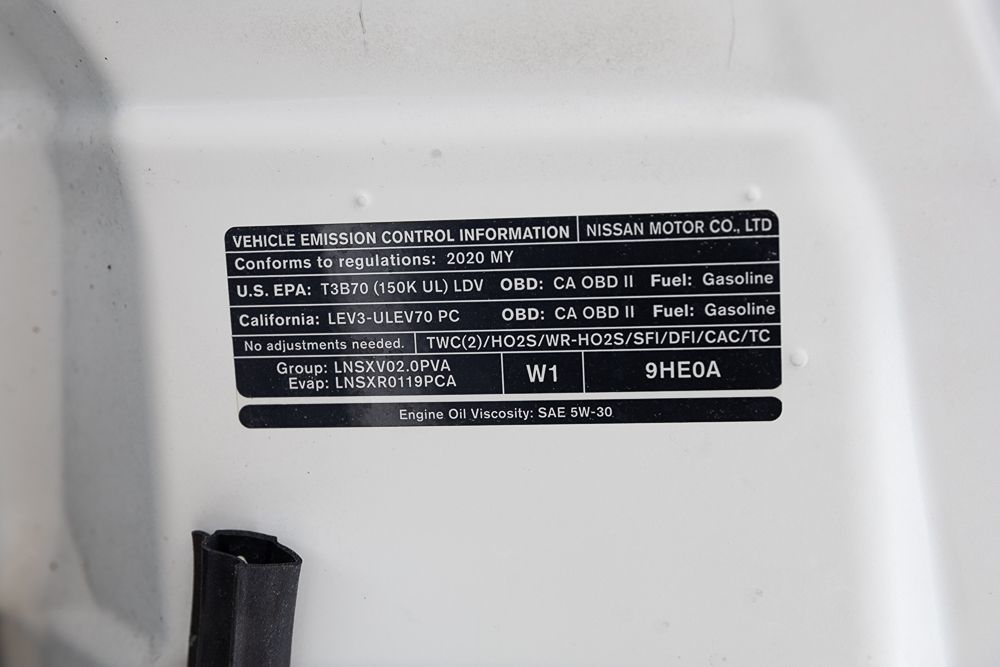 VEHICLE EMISSION CONTROL INFORMATION NISSAN MOTOR CO., LTD
Conforms to regulations: 2020 MY
U.S. EPA: T3B70 (150K UL) LDV OBD: CA OBD II Fuel: Gasoline
California: LEV3-ULEV70 PC OBD: CA OBD II Fuel: Gasoline
No adjustments needed. TWC(2)/HO2S/WR-HO2S/SFI/DFI/CAC/TC
Group: LNSXV02.0PVA
Evap: LNSXR0119PCA
W1
9HE0A
Engine Oil Viscosity: SAE 5W-30